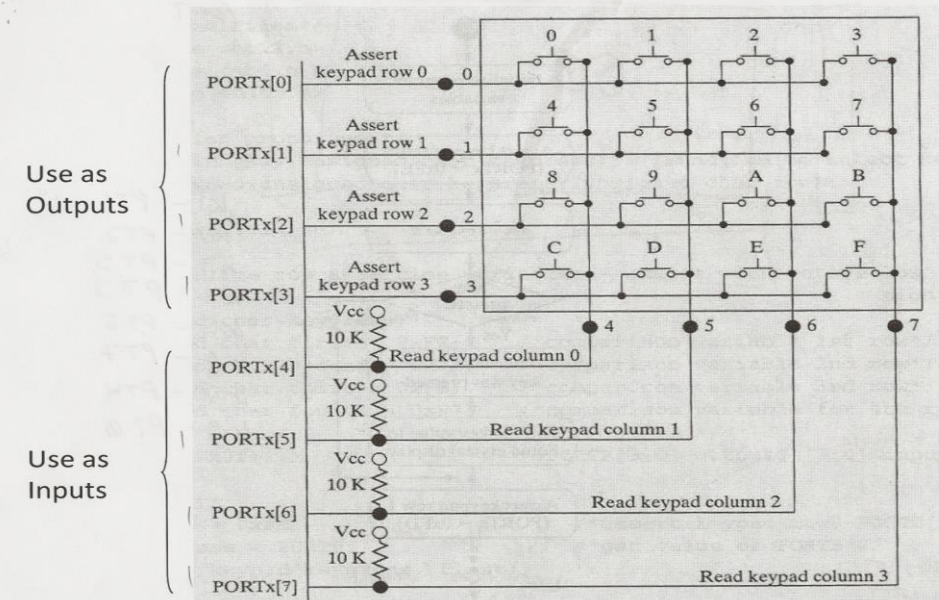 0 1 2 3
Assert
keypad row 0
PORTx[0]
0
4 5 6 7
Assert
keypad row 1
PORTx[1]
1
Use as
Outputs
8 9 A B
Assert
keypad row 2
PORTx[2]
2
C D E F
Assert
keypad row 3
PORTx[3]
3
Vcc
10 K
4 5 6 7
Read keypad column 0
PORTx[4]
Vcc
10 K
Read keypad column 1
PORTx[5]
Use as
Inputs
Vcc
10 K
Read keypad column 2
PORTx[6]
Vcc
10 K
Read keypad column 3
PORTx[7]